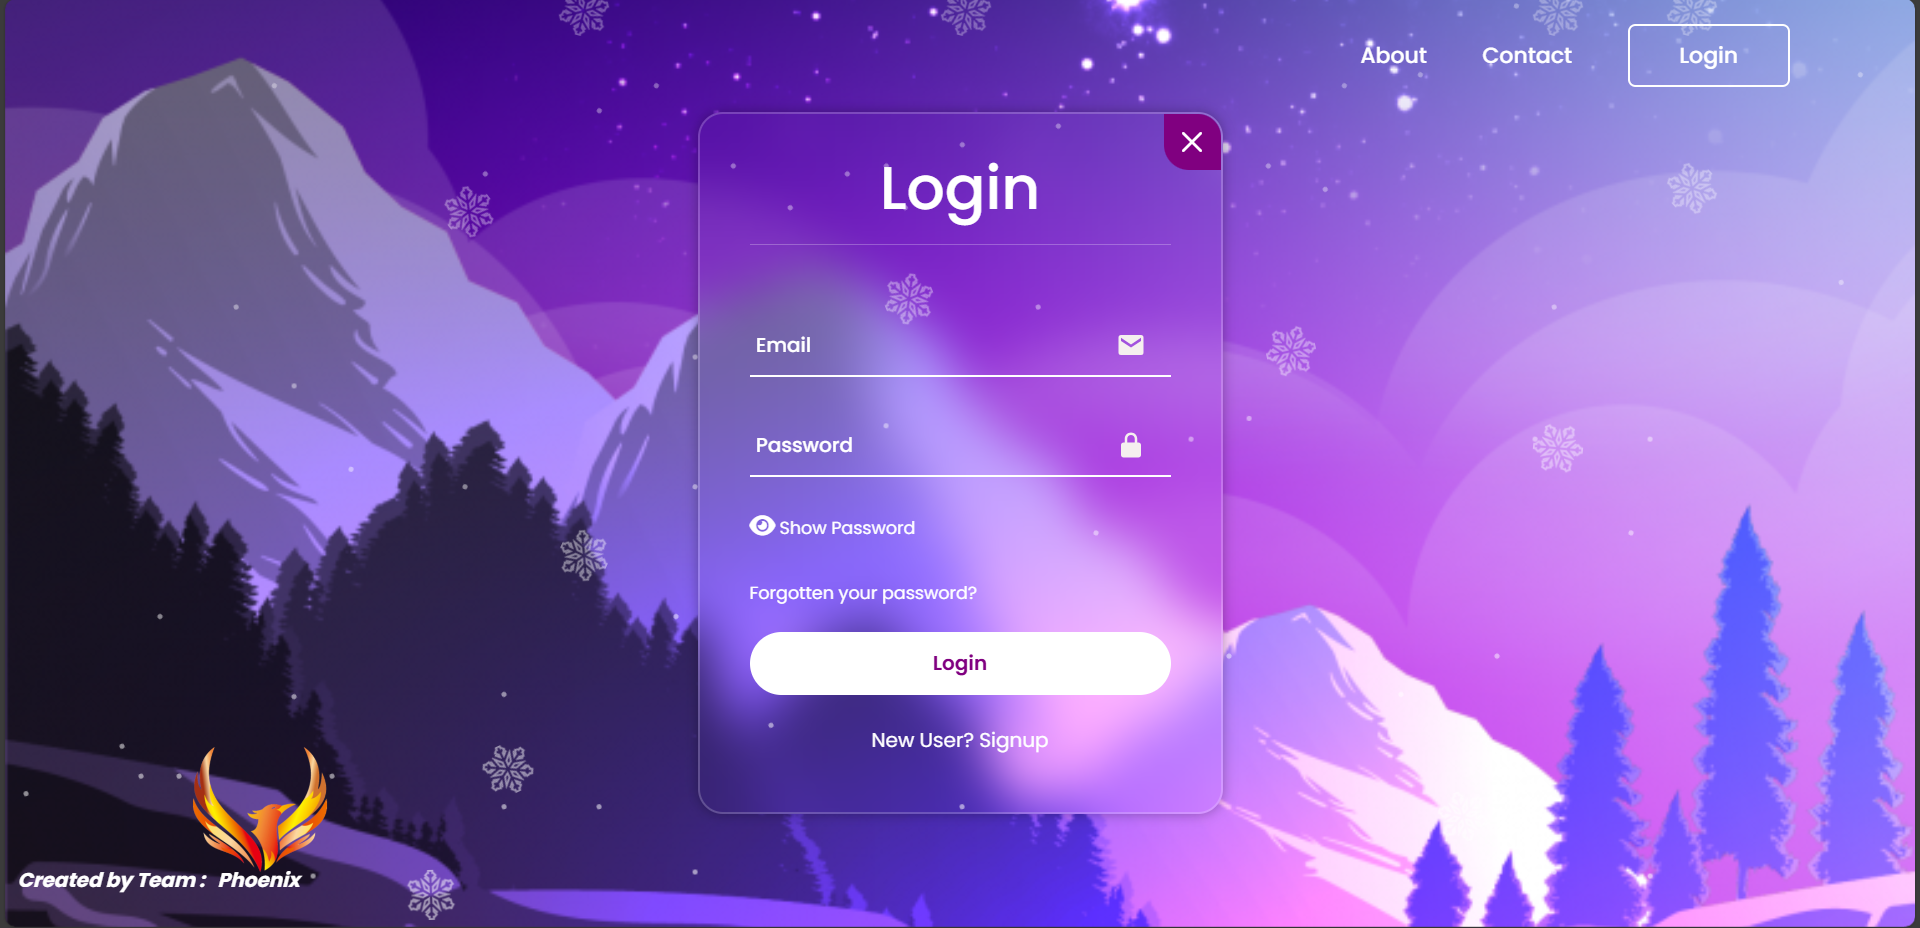 About Contact Login
Login
Email
Password
Show Password
Forgotten your password?
Login
New User? Signup
Created by Team : Phoenix